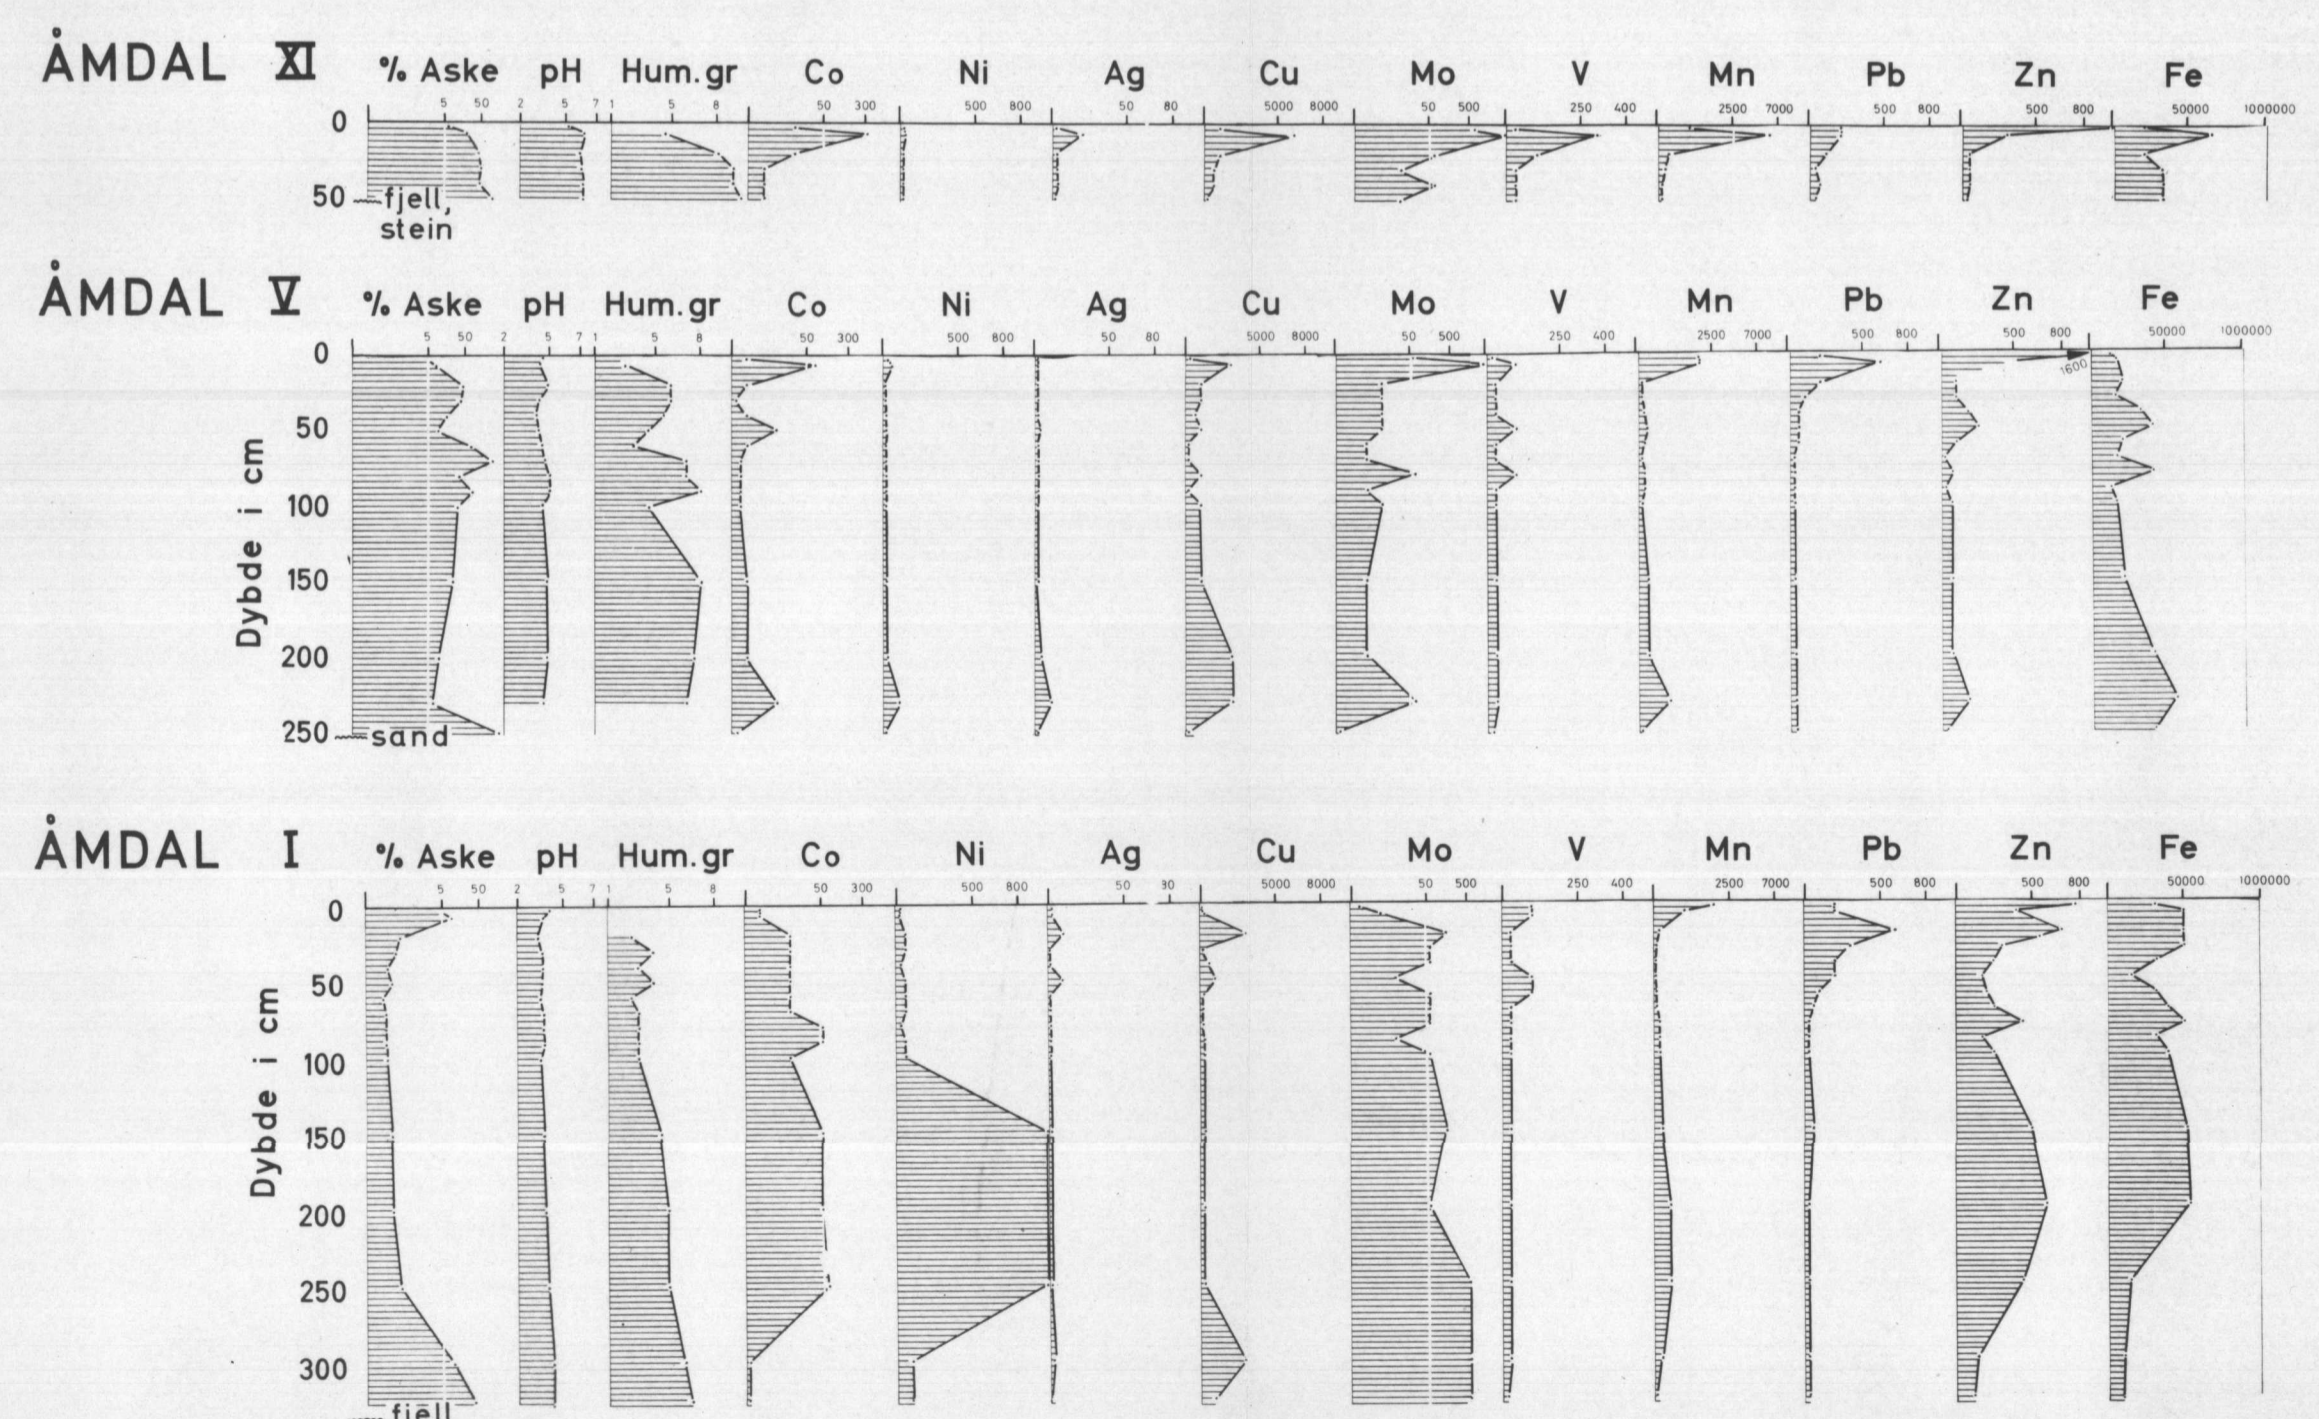 ÅMDAL XI % Aske pH Hum.gr Co Ni Ag Cu Mo V Mn Pb Zn Fe
5 50 2 5 7 1 5 8 50 300 500 800 50 80 5000 8000 50 500 250 400 2500 7000 500 800 500 800 50000 1000000
0
50 fjell,
stein
ÅMDAL V % Aske pH Hum.gr Co Ni Ag Cu Mo V Mn Pb Zn Fe
5 50 2 5 7 1 5 8 50 300 500 800 50 80 5000 8000 50 500 250 400 2500 7000 500 800 500 800 50000 1000000
0
1600
50
100
150
200
250 sand
Dybde i cm
ÅMDAL I % Aske pH Hum.gr Co Ni Ag Cu Mo V Mn Pb Zn Fe
5 50 2 5 7 1 5 8 50 300 500 800 50 30 5000 8000 50 500 250 400 2500 7000 500 800 500 800 50000 1000000
0
50
100
150
200
250
300
Dybde i cm
fjell